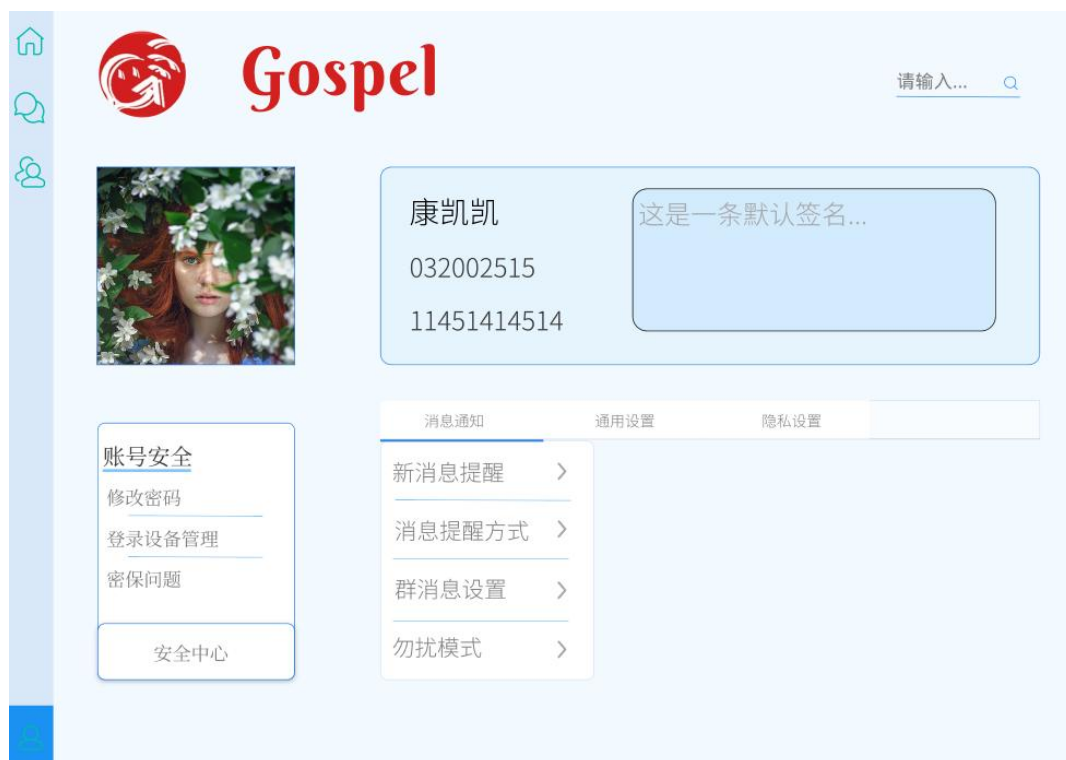 Gospel
请输入...
康凯凯
032002515
11451414514
这是一条默认签名...
账号安全
修改密码
登录设备管理
密保问题
安全中心
消息通知
通用设置
隐私设置
新消息提醒
消息提醒方式
群消息设置
勿扰模式